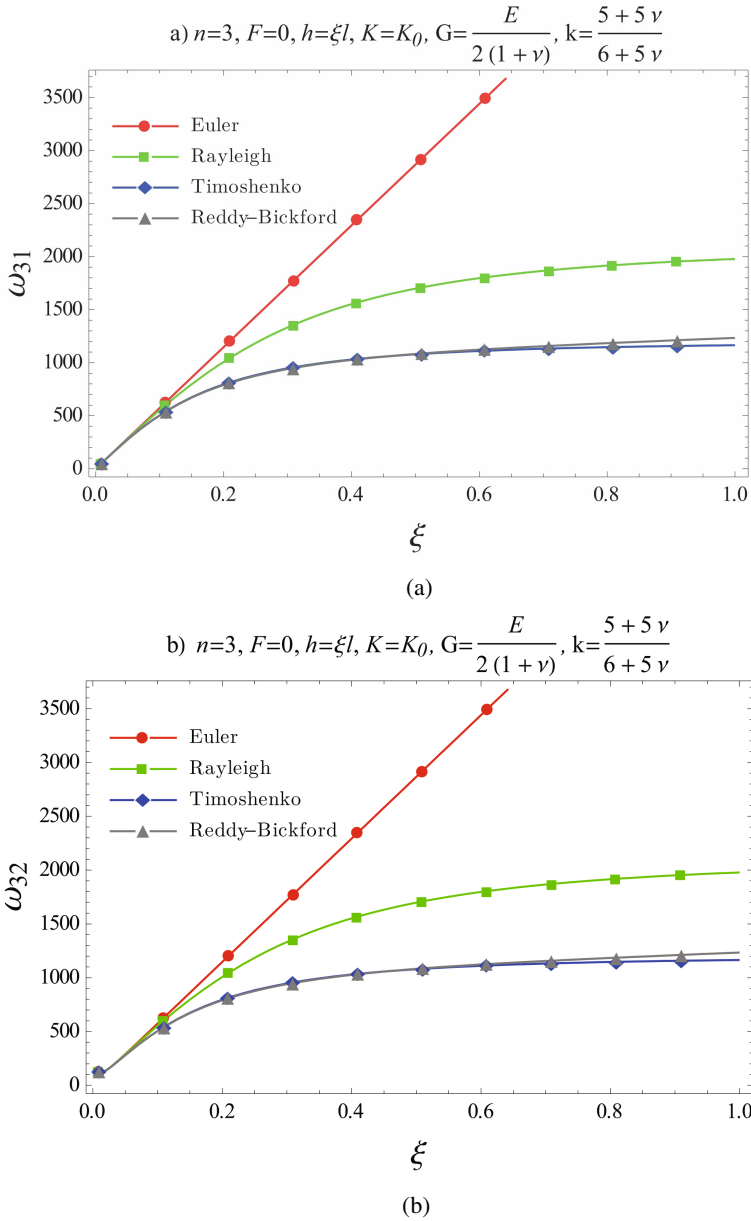 a) n=3, F=0, h=ξl, K=K₀, G=E/2 (1+ν), k=5+5 ν/6+5 ν
3500
3000
2500
2000
1500
1000
500
0
ω₃₁
Euler
Rayleigh
Timoshenko
Reddy–Bickford
0.0 0.2 0.4 0.6 0.8 1.0
ξ
(a)
b) n=3, F=0, h=ξl, K=K₀, G=E/2 (1+ν), k=5+5 ν/6+5 ν
3500
3000
2500
2000
1500
1000
500
0
ω₃₂
Euler
Rayleigh
Timoshenko
Reddy–Bickford
0.0 0.2 0.4 0.6 0.8 1.0
ξ
(b)